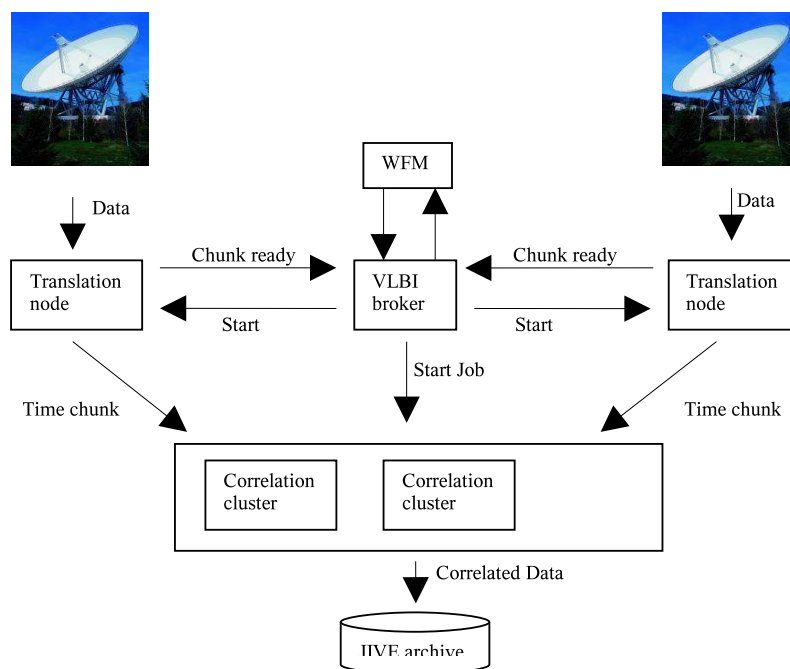 WFM
Data
Data
Chunk ready
Chunk ready
Translation
node
VLBI
broker
Translation
node
Start
Start
Start Job
Time chunk
Time chunk
Correlation
cluster
Correlation
cluster
Correlated Data
JIVE archive